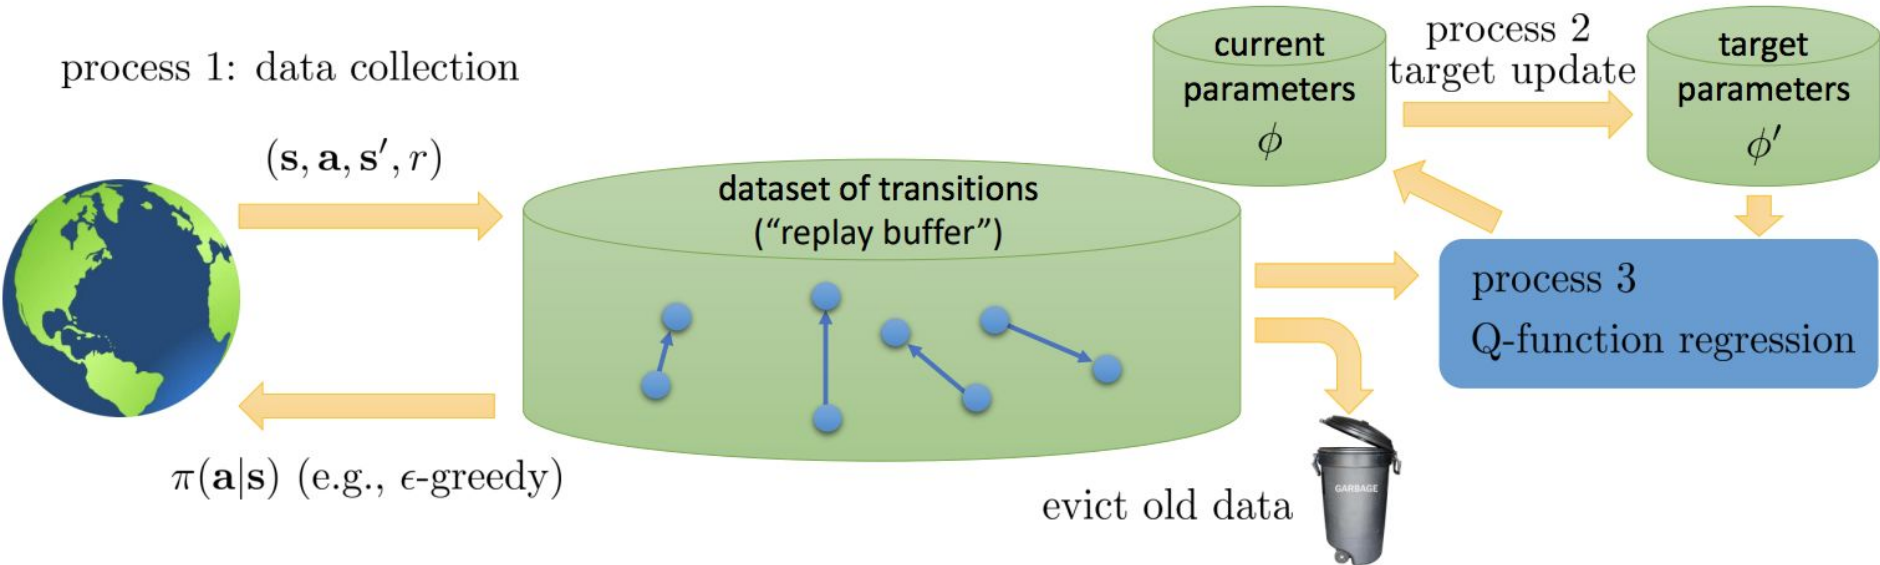 process 1: data collection
(s, a, s′, r)
dataset of transitions
(“replay buffer”)
π(a|s) (e.g., ϵ-greedy)
current
parameters
ϕ
process 2
target update
target
parameters
ϕ′
process 3
Q-function regression
evict old data
GARBAGE